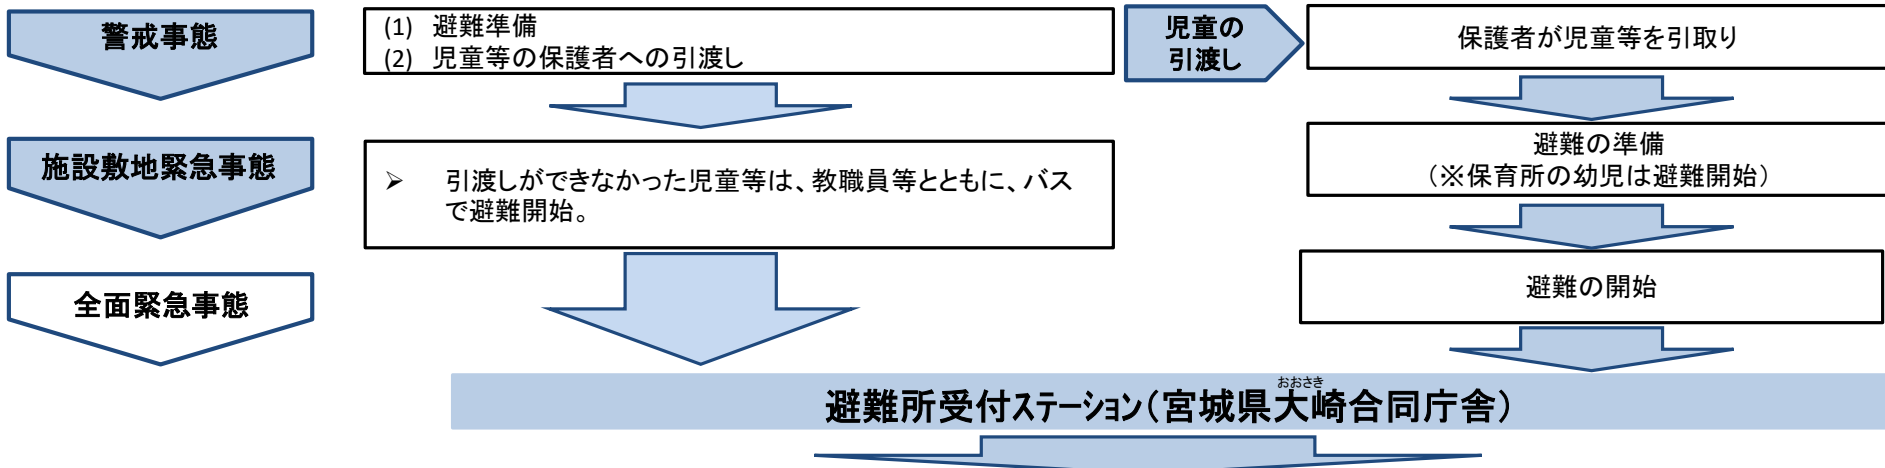 警戒事態
(1) 避難準備
(2) 児童等の保護者への引渡し
児童の
引渡し
保護者が児童等を引取り
施設敷地緊急事態
➢ 引渡しができなかった児童等は、教職員等とともに、バス
で避難開始。
避難の準備
(※保育所の幼児は避難開始)
全面緊急事態
避難の開始
おおさき
避難所受付ステーション(宮城県大崎合同庁舎)